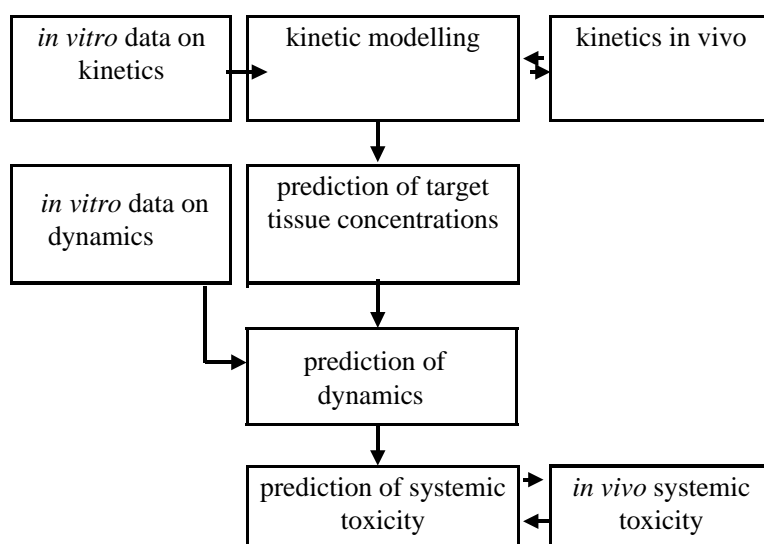 in vitro data on
kinetics
kinetic modelling
kinetics in vivo
in vitro data on
dynamics
prediction of target
tissue concentrations
prediction of
dynamics
prediction of systemic
toxicity
in vivo systemic
toxicity